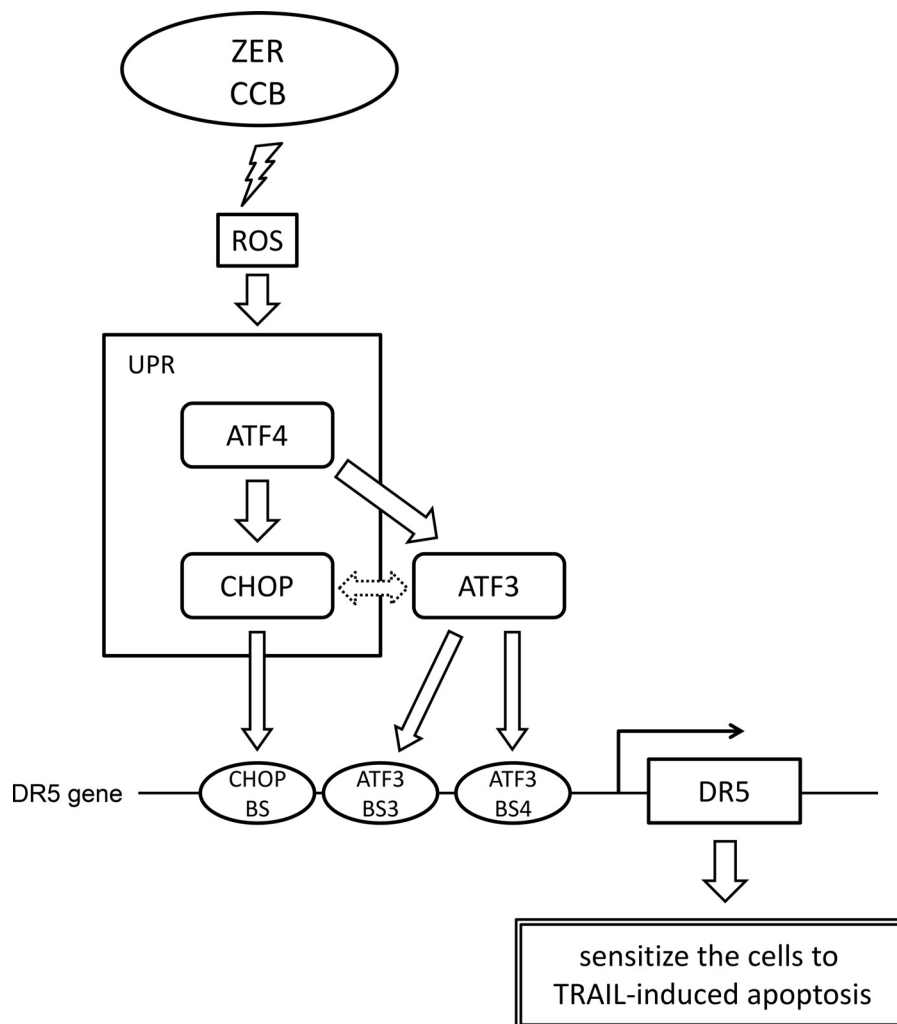 ZER
CCB
ROS
UPR
ATF4
CHOP
ATF3
DR5 gene
CHOP
BS
ATF3
BS3
ATF3
BS4
DR5
sensitize the cells to
TRAIL-induced apoptosis